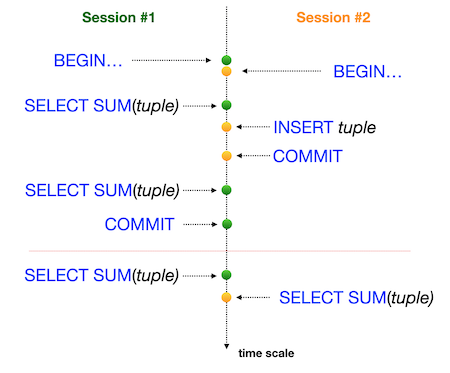 Session #1
Session #2
BEGIN...
BEGIN...
SELECT SUM(tuple)
INSERT tuple
COMMIT
SELECT SUM(tuple)
COMMIT
SELECT SUM(tuple)
SELECT SUM(tuple)
time scale